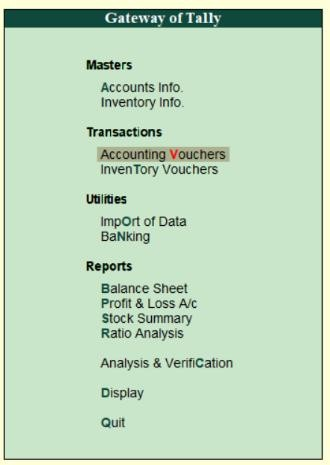 Gateway of Tally
Masters
Accounts Info.
Inventory Info.
Transactions
Accounting Vouchers
InvenTory Vouchers
Utilities
ImpOrt of Data
BaNking
Reports
Balance Sheet
Profit & Loss A/c
Stock Summary
Ratio Analysis
Analysis & VerifiCation
Display
Quit